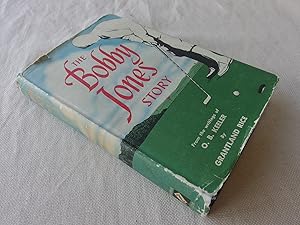 THE
Bobby
Jones
STORY
From the writings of
O. B. KEELER
By
GRANTLAND RICE